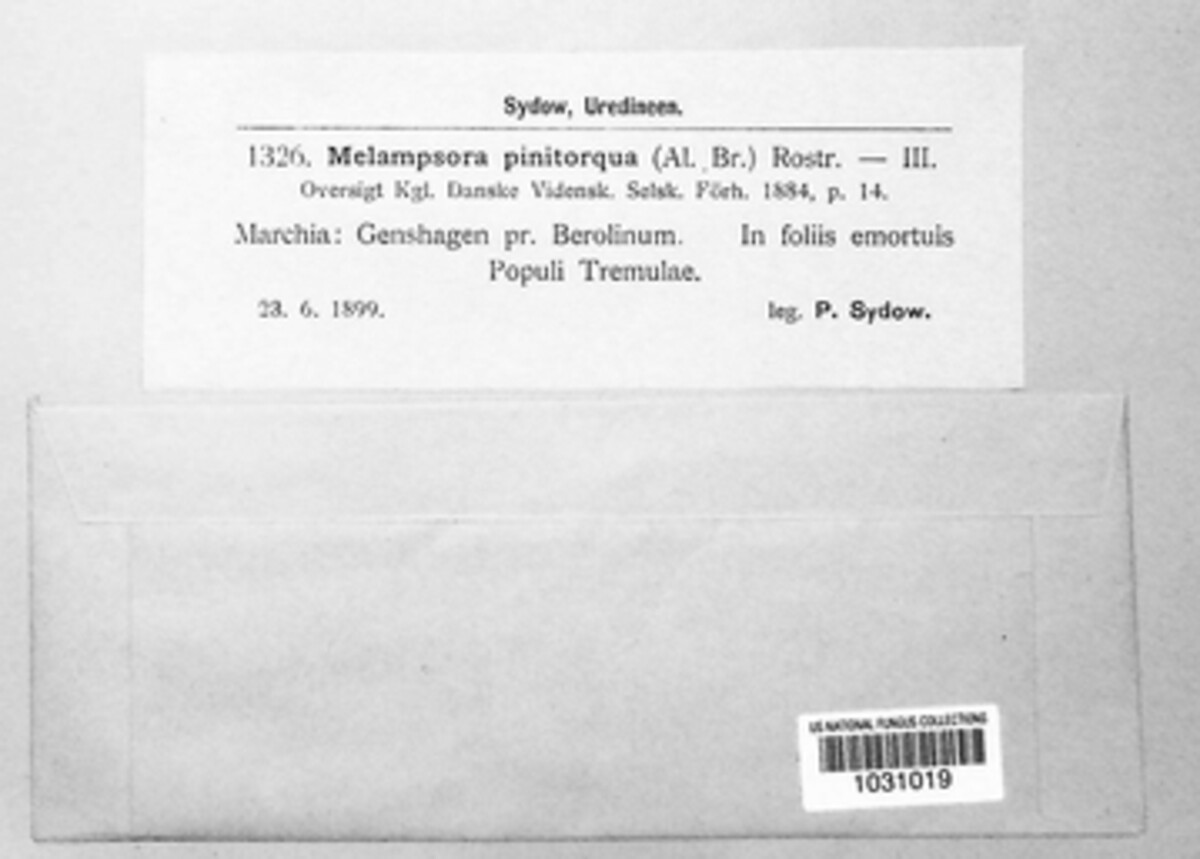 Sydow, Uredineen.
1326. Melampsora pinitorqua (Al. Br.) Rostr. — III.
Oversigt Kgl. Danske Vidensk. Selsk. Förh. 1884, p. 14.
Marchia: Genshagen pr. Berolinum. In foliis emortuis
Populi Tremulae.
23. 6. 1899. leg. P. Sydow.
US NATIONAL FUNGUS COLLECTIONS
1031019